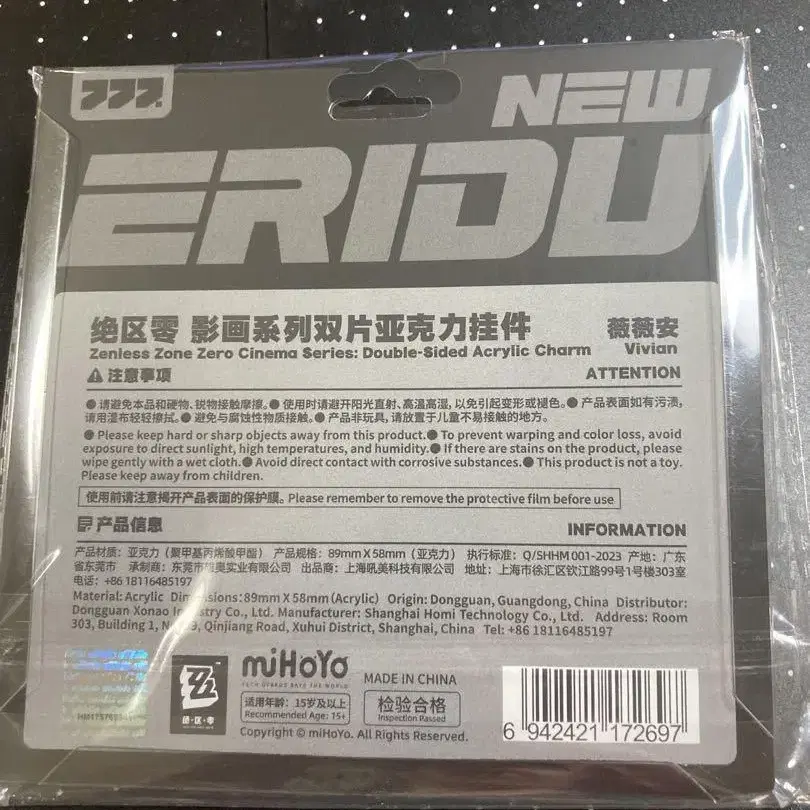 777.
NEW
ERIDU
绝区零 影画系列双片亚克力挂件 薇薇安
Zenless Zone Zero Cinema Series: Double-Sided Acrylic Charm Vivian
注意事项 ATTENTION
● 请避免本品和硬物、锐物接触摩擦。● 使用时请避开阳光直射、高温高湿，以免引起变形或褪色。● 产品表面如有污渍，
请用湿布轻轻擦拭。● 避免与腐蚀性物质接触。● 产品非玩具，请放置于儿童不易接触的地方。
● Please keep hard or sharp objects away from this product.● To prevent warping and color loss, avoid
exposure to direct sunlight, high temperatures, and humidity.● If there are stains on the product, please
wipe gently with a wet cloth.● Avoid direct contact with corrosive substances.● This product is not a toy.
Please keep away from children.
使用前请注意揭开产品表面的保护膜。Please remember to remove the protective film before use
产品信息 INFORMATION
产品材质：亚克力（聚甲基丙烯酸甲酯） 产品规格：89mmX58mm（亚克力） 执行标准：Q/SHHM 001-2023 产地：广东
省东莞市 承制商：东莞市 奥实业有限公司 出品商：上海吼美科技有限公司 地址：上海市徐汇区钦江路99号1号楼303室
电话：+86 18116485197
Material: Acrylic Dimensions:89mm X 58mm(Acrylic) Origin: Dongguan, Guangdong, China Distributor:
Dongguan Xonao Industry Co., Ltd. Manufacturer: Shanghai Homi Technology Co., Ltd. Address: Room
303, Building 1, Qinjiang Road, Xuhui District, Shanghai, China Tel: +86 18116485197
绝·区·零
miHoYo
TECH OTAKUS SAVE THE WORLD
适用年龄：15岁及以上
Recommended Age: 15+
MADE IN CHINA
检验合格
Inspection Passed
Copyright © miHoYo. All Rights Reserved.
6 942421 172697